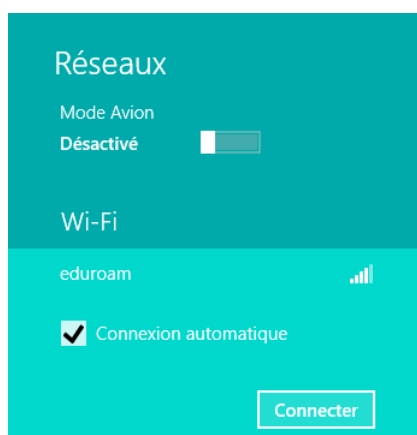 Réseaux
Mode Avion
Désactivé
Wi-Fi
eduroam
Connexion automatique
Connecter